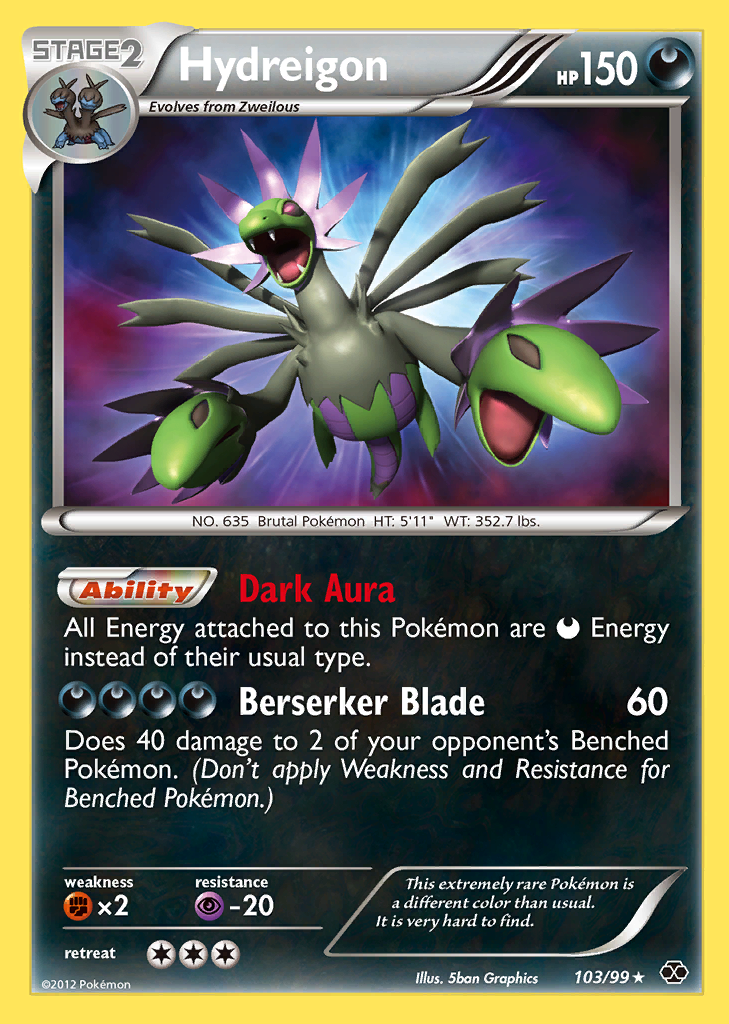 STAGE2
Hydreigon
HP150
Evolves from Zweilous
NO. 635 Brutal Pokémon HT: 5'11" WT: 352.7 lbs.
Ability Dark Aura
All Energy attached to this Pokémon are Energy
instead of their usual type.
Berserker Blade 60
Does 40 damage to 2 of your opponent's Benched
Pokémon. (Don't apply Weakness and Resistance for
Benched Pokémon.)
weakness
×2
resistance
-20
retreat
This extremely rare Pokémon is
a different color than usual.
It is very hard to find.
©2012 Pokémon
Illus. 5ban Graphics
103/99★